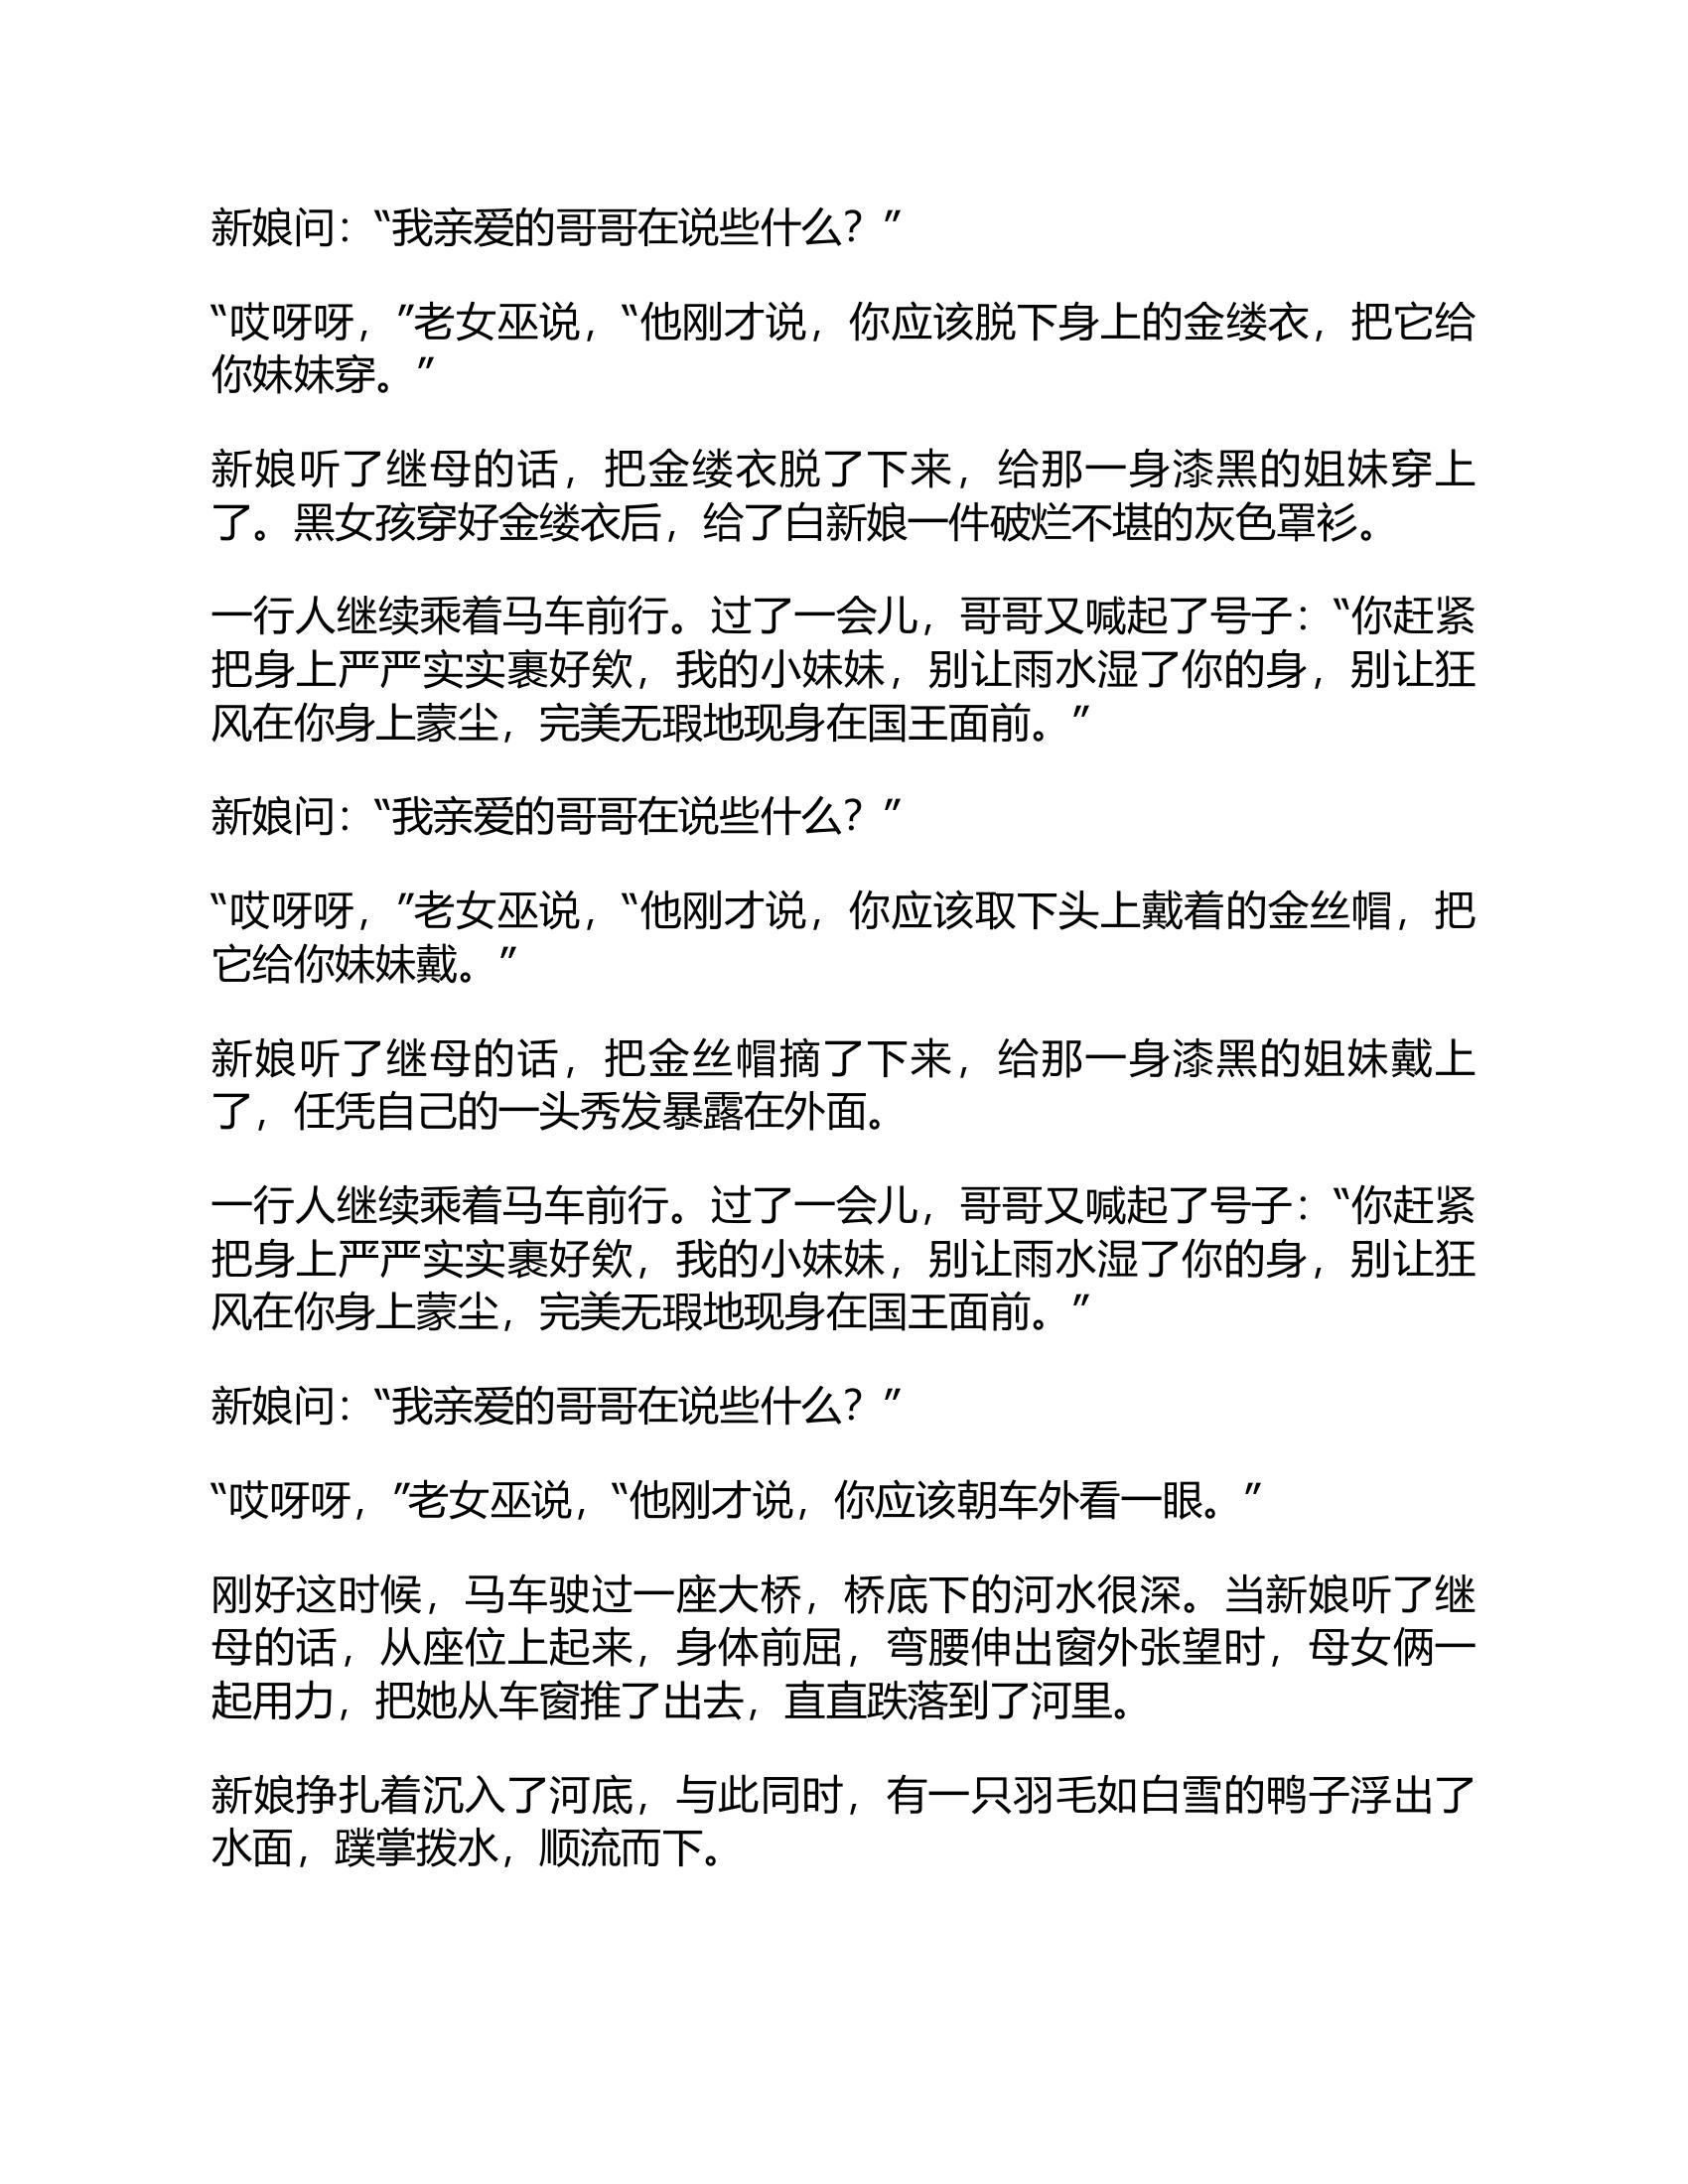 新娘问：“我亲爱的哥哥在说些什么？”
“哎呀呀，”老女巫说，“他刚才说，你应该脱下身上的金缕衣，把它给
你妹妹穿。”
新娘听了继母的话，把金缕衣脱了下来，给那一身漆黑的姐妹穿上
了。黑女孩穿好金缕衣后，给了白新娘一件破烂不堪的灰色罩衫。
一行人继续乘着马车前行。过了一会儿，哥哥又喊起了号子：“你赶紧
把身上严严实实裹好欸，我的小妹妹，别让雨水湿了你的身，别让狂
风在你身上蒙尘，完美无瑕地现身在国王面前。”
新娘问：“我亲爱的哥哥在说些什么？”
“哎呀呀，”老女巫说，“他刚才说，你应该取下头上戴着的金丝帽，把
它给你妹妹戴。”
新娘听了继母的话，把金丝帽摘了下来，给那一身漆黑的姐妹戴上
了，任凭自己的一头秀发暴露在外面。
一行人继续乘着马车前行。过了一会儿，哥哥又喊起了号子：“你赶紧
把身上严严实实裹好欸，我的小妹妹，别让雨水湿了你的身，别让狂
风在你身上蒙尘，完美无瑕地现身在国王面前。”
新娘问：“我亲爱的哥哥在说些什么？”
“哎呀呀，”老女巫说，“他刚才说，你应该朝车外看一眼。”
刚好这时候，马车驶过一座大桥，桥底下的河水很深。当新娘听了继
母的话，从座位上起来，身体前屈，弯腰伸出窗外张望时，母女俩一
起用力，把她从车窗推了出去，直直跌落到了河里。
新娘挣扎着沉入了河底，与此同时，有一只羽毛如白雪的鸭子浮出了
水面，蹼掌拨水，顺流而下。